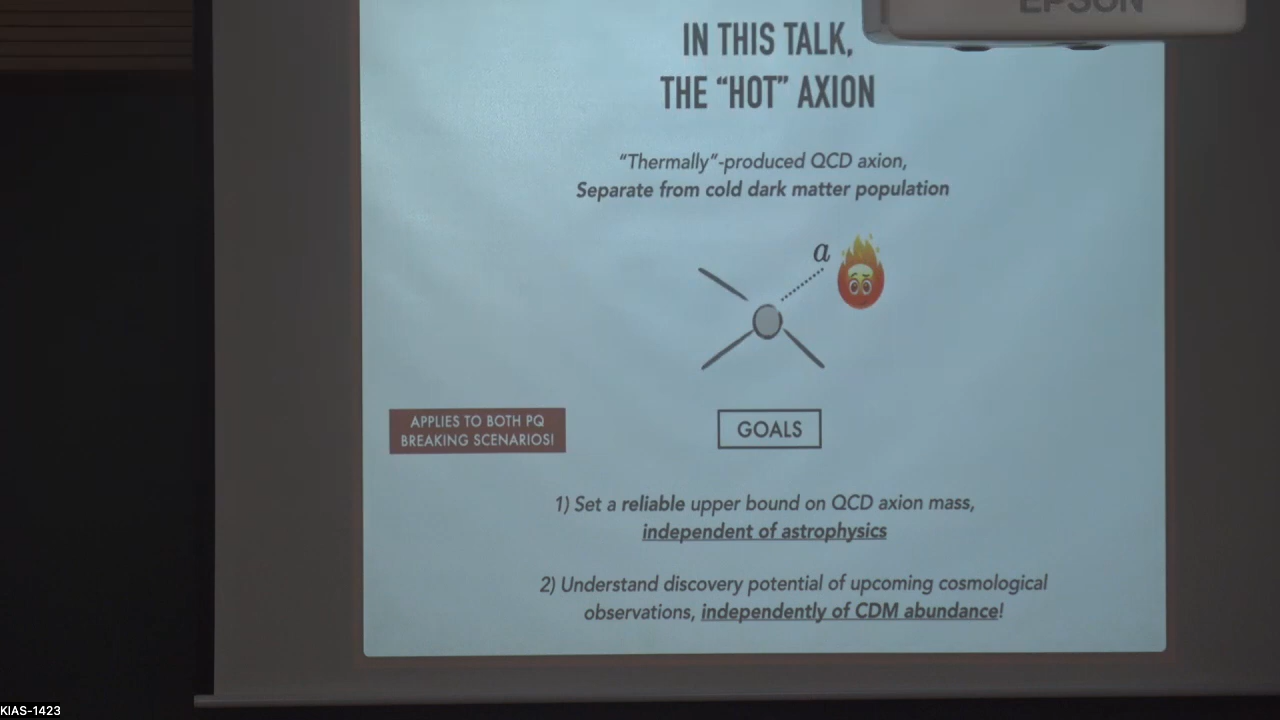 EPSON
IN THIS TALK,
THE “HOT” AXION
“Thermally”-produced QCD axion,
Separate from cold dark matter population
a
APPLIES TO BOTH PQ
BREAKING SCENARIOS!
GOALS
1) Set a reliable upper bound on QCD axion mass,
independent of astrophysics
2) Understand discovery potential of upcoming cosmological
observations, independently of CDM abundance!
KIAS-1423